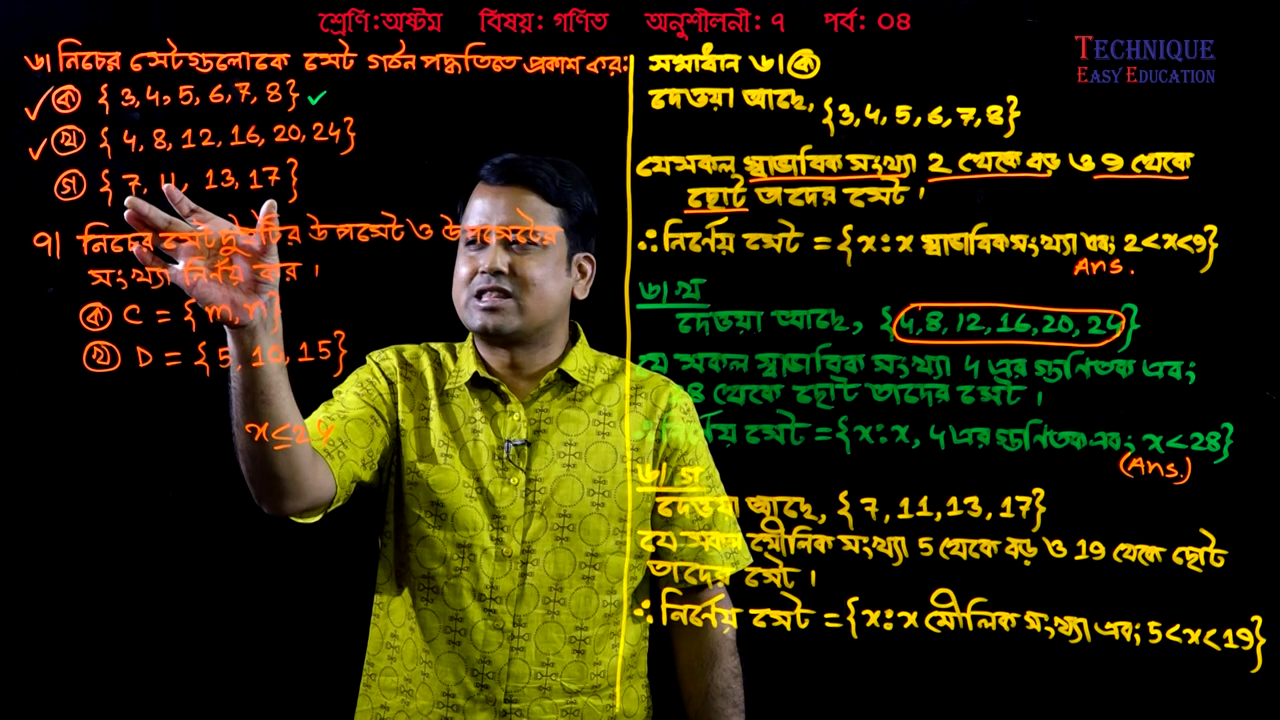 শ্রেণি:অষ্টম বিষয়: গণিত অনুশীলনী: ৭ পর্ব: ০৪
TECHNIQUE
EASY EDUCATION
৬। নিচের সেটগুলোকে সেট গঠন পদ্ধতিতে প্রকাশ কর:
ক { 3, 4, 5, 6, 7, 8 }
খ { 4, 8, 12, 16, 20, 24 }
গ { 7, 11, 13, 17 }
৭। নিচের সেট দুইটির উপসেট ও উপসেটের
সংখ্যা নির্ণয় কর ।
ক C = { m, n }
খ D = { 5, 10, 15 }
x ≤ 24
সমাধান ৬। ক
দেওয়া আছে, {3, 4, 5, 6, 7, 8}
যেসকল স্বাভাবিক সংখ্যা 2 থেকে বড় ও 9 থেকে
ছোট তাদের সেট ।
∴ নির্ণেয় সেট = {x : x স্বাভাবিক সংখ্যা এবং 2 < x < 9}
Ans.
৬। খ
দেওয়া আছে, {4, 8, 12, 16, 20, 24}
যে সকল স্বাভাবিক সংখ্যা 4 এর গুণিতক এবং
8 থেকে ছোট তাদের সেট ।
∴ নির্ণেয় সেট = {x : x, 4 এর গুণিতক এবং x < 28}
(Ans.)
৬। গ
দেওয়া আছে, { 7, 11, 13, 17}
যে সকল মৌলিক সংখ্যা 5 থেকে বড় ও 19 থেকে ছোট
তাদের সেট ।
∴ নির্ণেয় সেট = {x : x মৌলিক সংখ্যা এবং 5 < x < 19}